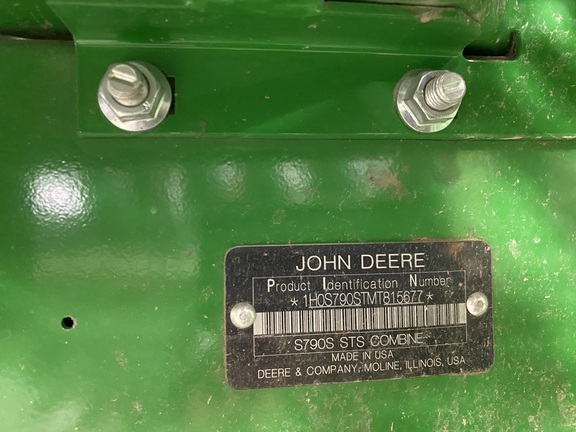 JOHN DEERE
Product Identification Number
*1H0S790STMT815677*
S790S STS COMBINE
MADE IN USA
DEERE & COMPANY, MOLINE, ILLINOIS, USA